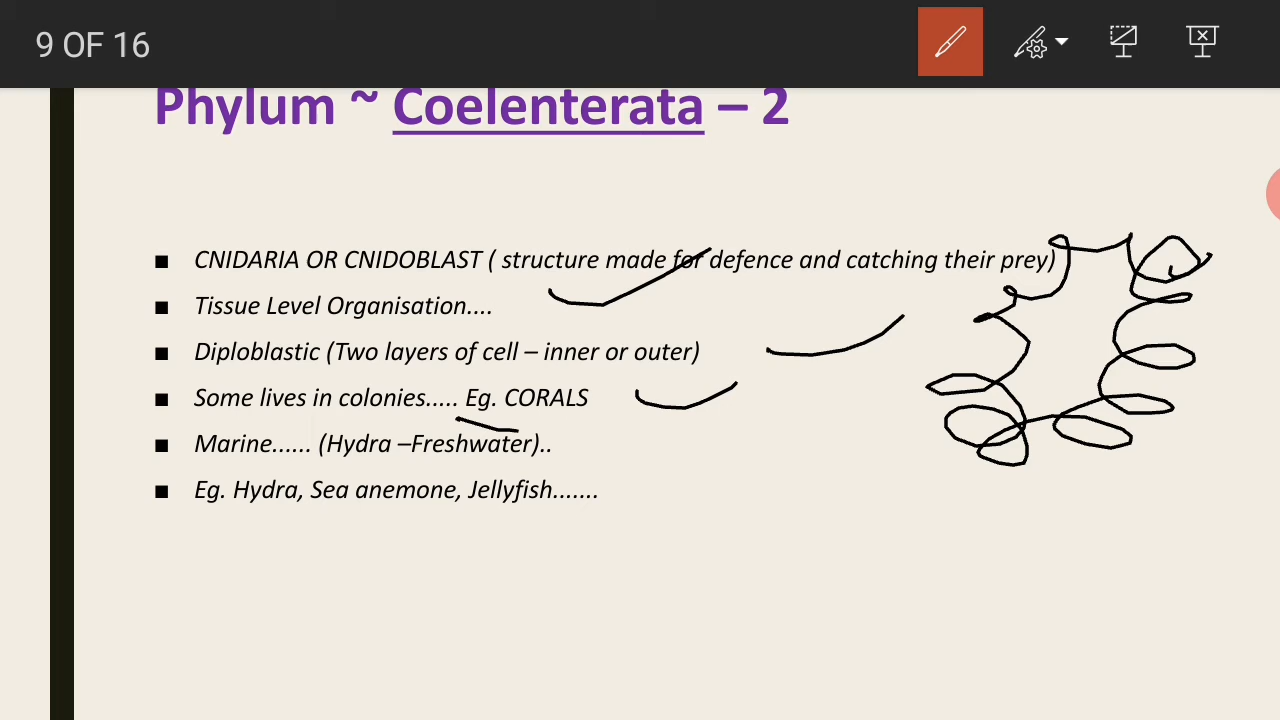 9 OF 16
Phylum ~ Coelenterata – 2
■ CNIDARIA OR CNIDOBLAST ( structure made for defence and catching their prey)
■ Tissue Level Organisation....
■ Diploblastic (Two layers of cell – inner or outer)
■ Some lives in colonies..... Eg. CORALS
■ Marine...... (Hydra –Freshwater)..
■ Eg. Hydra, Sea anemone, Jellyfish.......